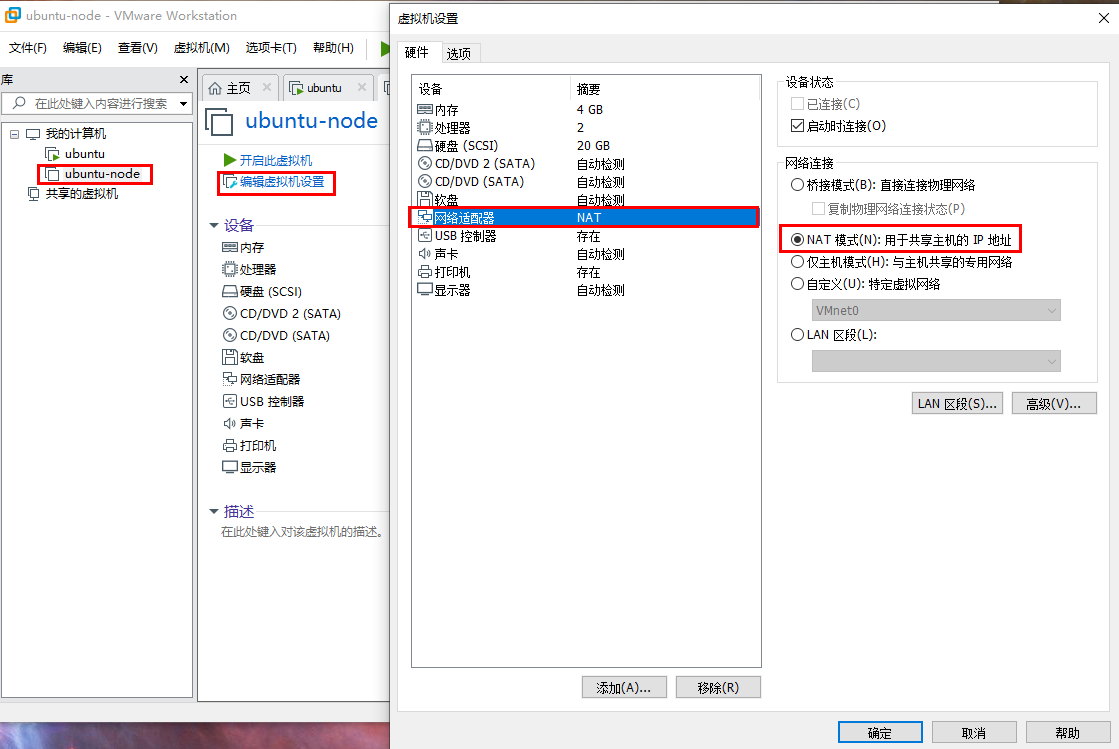 ubuntu-node - VMware Workstation
文件(F) 编辑(E) 查看(V) 虚拟机(M) 选项卡(T) 帮助(H)
库
在此处键入内容进行搜索
我的计算机
ubuntu
ubuntu-node
共享的虚拟机
主页
ubuntu
ubuntu-node
开启此虚拟机
编辑虚拟机设置
设备
内存
处理器
硬盘 (SCSI)
CD/DVD 2 (SATA)
CD/DVD (SATA)
软盘
网络适配器
USB 控制器
声卡
打印机
显示器
描述
在此处键入对该虚拟机的描述。
虚拟机设置
硬件 选项
设备 摘要
内存 4 GB
处理器 2
硬盘 (SCSI) 20 GB
CD/DVD 2 (SATA) 自动检测
CD/DVD (SATA) 自动检测
软盘 自动检测
网络适配器 NAT
USB 控制器 存在
声卡 自动检测
打印机 存在
显示器 自动检测
添加(A)... 移除(R)
设备状态
已连接(C)
启动时连接(O)
网络连接
桥接模式(B): 直接连接物理网络
复制物理网络连接状态(P)
NAT 模式(N): 用于共享主机的 IP 地址
仅主机模式(H): 与主机共享的专用网络
自定义(U): 特定虚拟网络
VMnet0
LAN 区段(L):
LAN 区段(S)... 高级(V)...
确定 取消 帮助